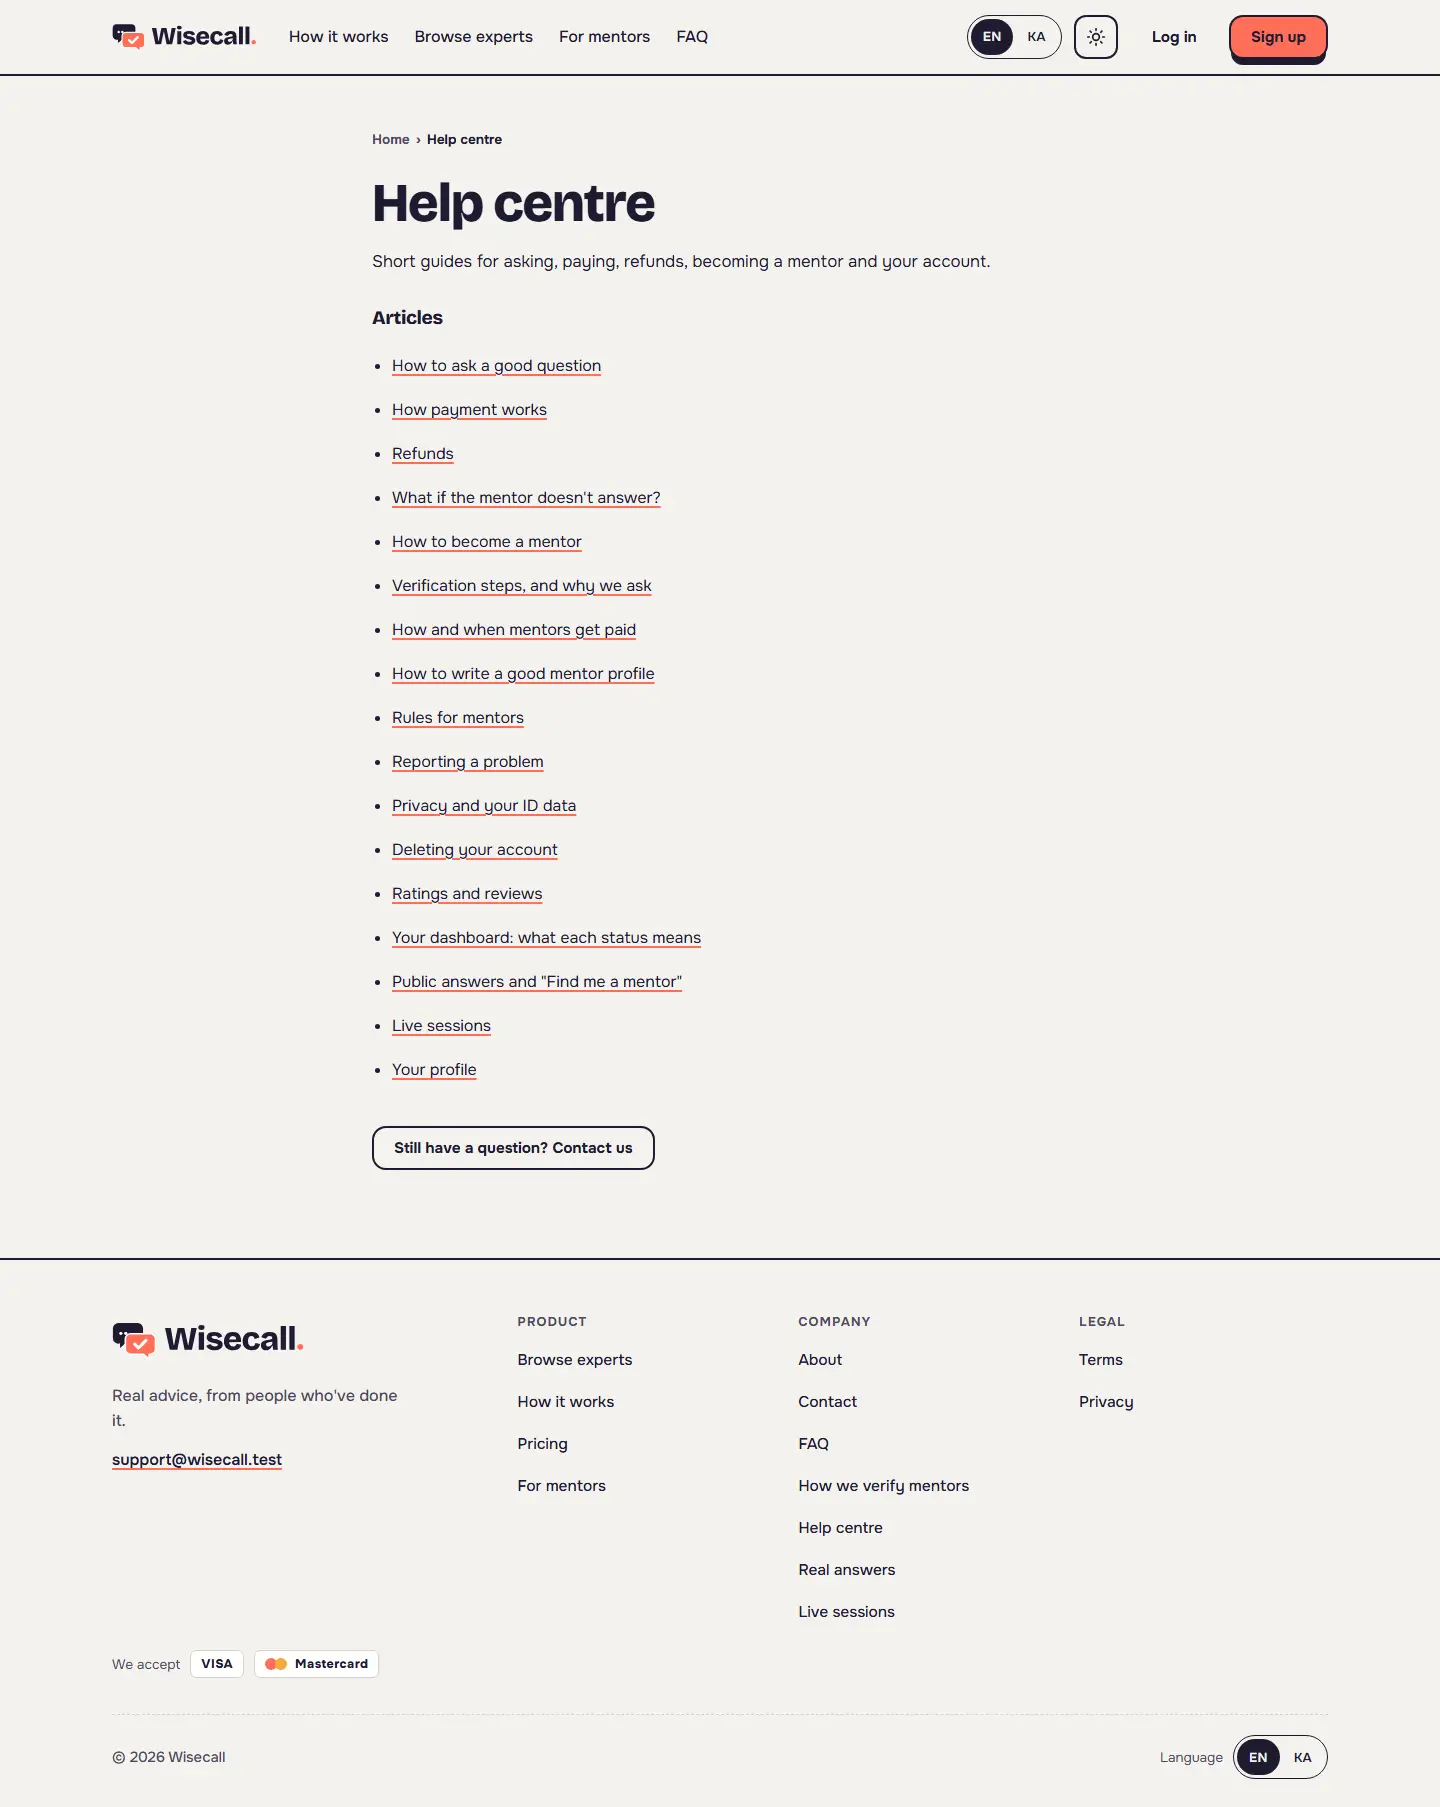 Wisecall.
How it works
Browse experts
For mentors
FAQ
EN
KA
Log in
Sign up
Home › Help centre
Help centre
Short guides for asking, paying, refunds, becoming a mentor and your account.
Articles
How to ask a good question
How payment works
Refunds
What if the mentor doesn't answer?
How to become a mentor
Verification steps, and why we ask
How and when mentors get paid
How to write a good mentor profile
Rules for mentors
Reporting a problem
Privacy and your ID data
Deleting your account
Ratings and reviews
Your dashboard: what each status means
Public answers and "Find me a mentor"
Live sessions
Your profile
Still have a question? Contact us
Wisecall.
Real advice, from people who've done
it.
support@wisecall.test
PRODUCT
Browse experts
How it works
Pricing
For mentors
COMPANY
About
Contact
FAQ
How we verify mentors
Help centre
Real answers
Live sessions
LEGAL
Terms
Privacy
We accept
VISA
Mastercard
© 2026 Wisecall
Language
EN
KA